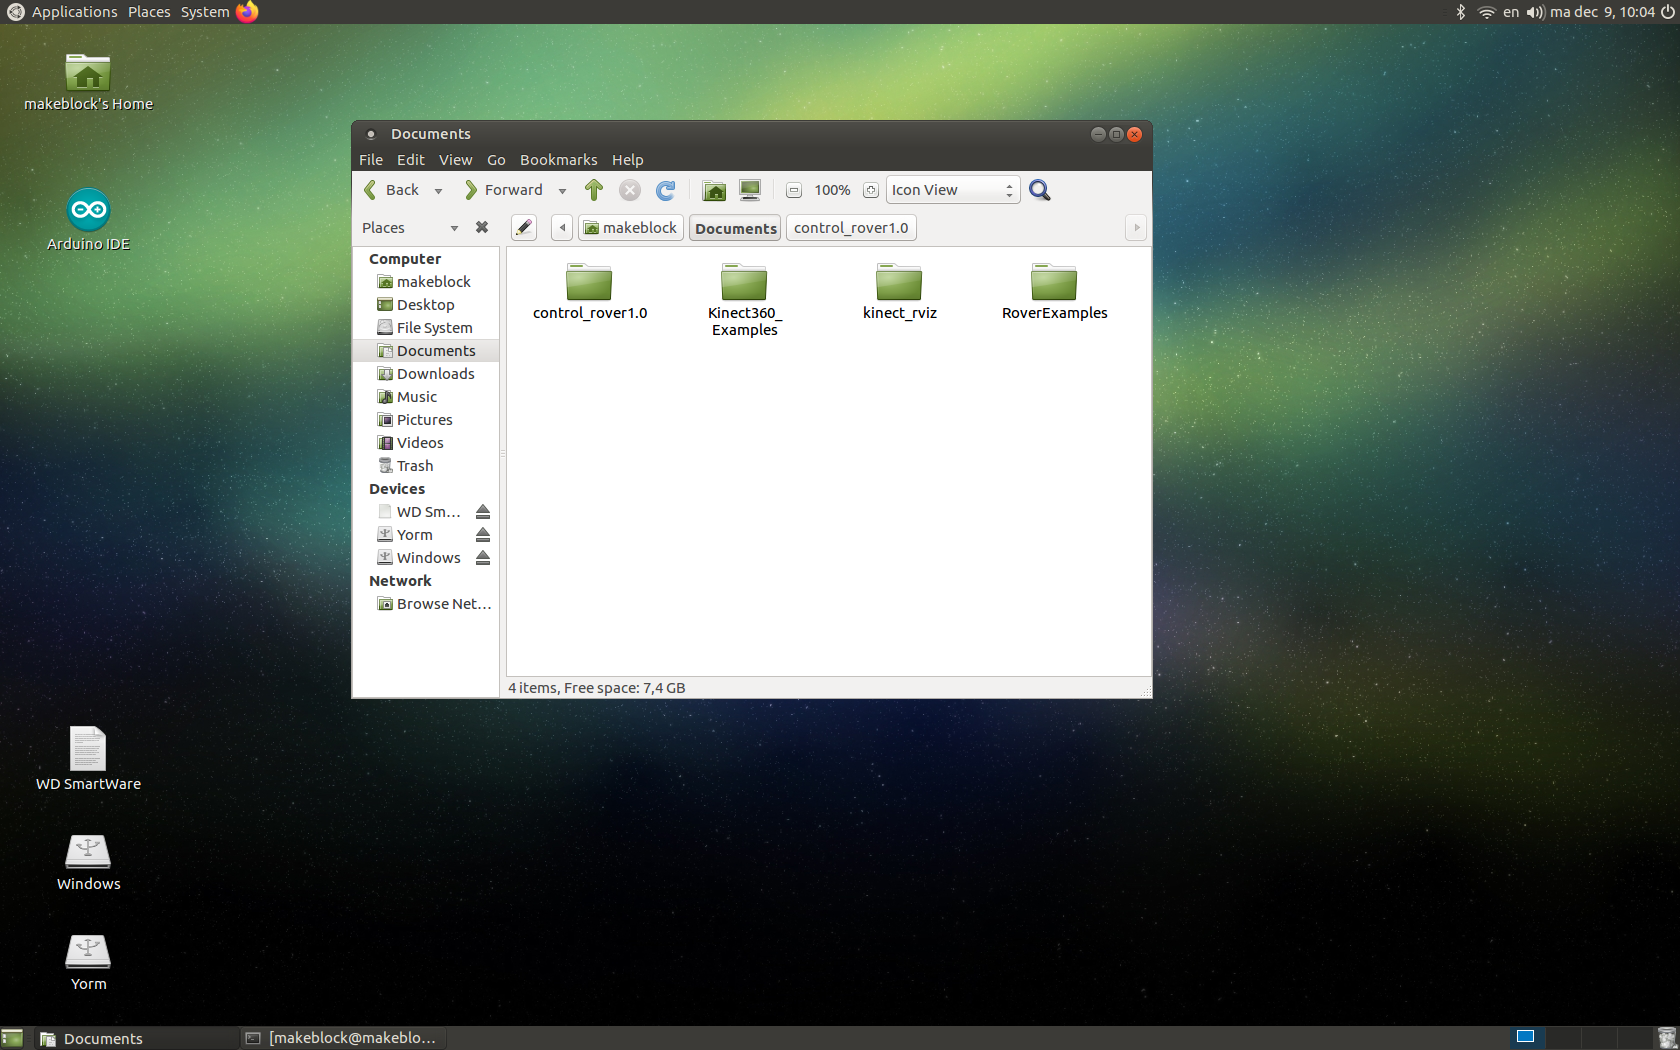 Applications Places System
en ma dec 9, 10:04
makeblock's Home
Arduino IDE
Documents
File Edit View Go Bookmarks Help
Back Forward 100% Icon View
Places makeblock Documents control_rover1.0
Computer
makeblock
Desktop
File System
Documents
Downloads
Music
Pictures
Videos
Trash
Devices
WD Sm...
Yorm
Windows
Network
Browse Net...
control_rover1.0
Kinect360_
Examples
kinect_rviz
RoverExamples
4 items, Free space: 7,4 GB
WD SmartWare
Windows
Yorm
Documents
[makeblock@makeblo...